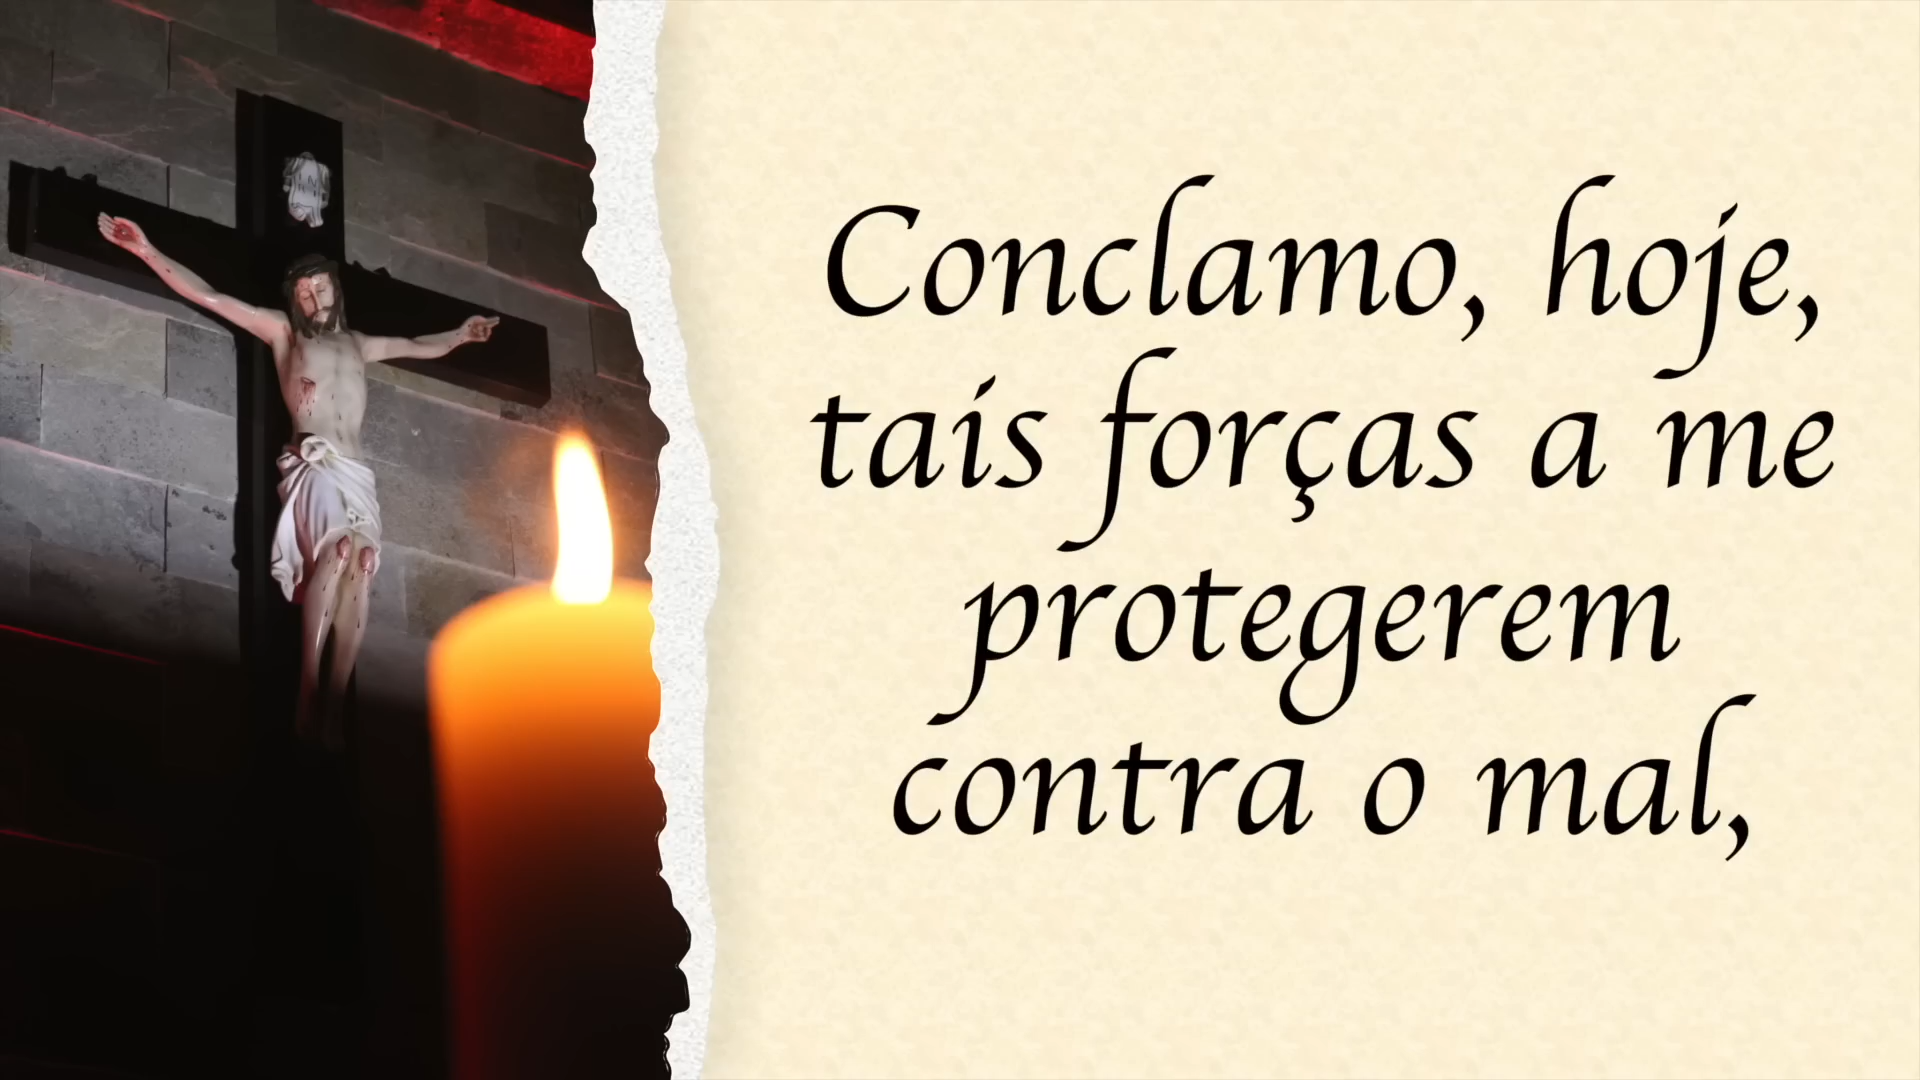 Conclamo, hoje,
tais forças a me
protegerem
contra o mal,